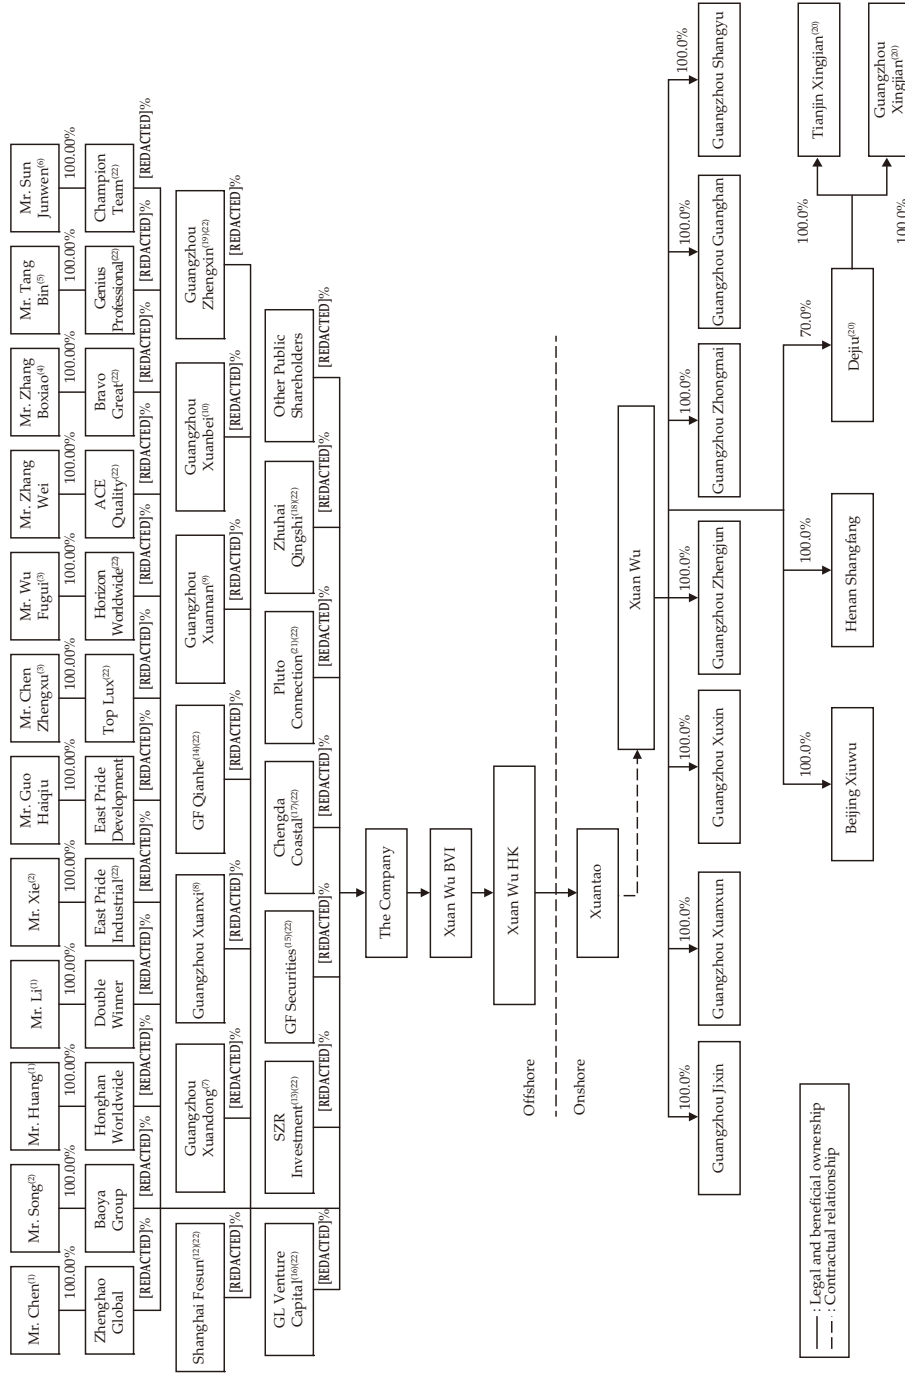 Mr. Chen(1)
Mr. Song(2)
Mr. Huang(1)
Mr. Li(1)
Mr. Xie(2)
Mr. Guo
Haiqiu
Mr. Chen
Zhengxu(3)
Mr. Wu
Fugui(3)
Mr. Zhang
Wei
Mr. Zhang
Boxiao(4)
Mr. Tang
Bin(5)
Mr. Sun
Junwen(6)
100.00%
100.00%
100.00%
100.00%
100.00%
100.00%
100.00%
100.00%
100.00%
100.00%
100.00%
100.00%
Zhenghao
Global
Baoya
Group
Honghan
Worldwide
Double
Winner
East Pride
Industrial(22)
East Pride
Development
Top Lux(22)
Horizon
Worldwide(22)
ACE
Quality(22)
Bravo
Great(22)
Genius
Professional(22)
Champion
Team(22)
[REDACTED]%
[REDACTED]%
[REDACTED]%
[REDACTED]%
[REDACTED]%
[REDACTED]%
[REDACTED]%
[REDACTED]%
[REDACTED]%
[REDACTED]%
[REDACTED]%
[REDACTED]%
Shanghai Fosun(12)(22)
Guangzhou
Xuandong(7)
Guangzhou Xuanxi(8)
GF Qianhe(14)(22)
Guangzhou
Xuannan(9)
Guangzhou
Xuanbei(10)
Guangzhou
Zhengxin(19)(22)
[REDACTED]%
[REDACTED]%
[REDACTED]%
[REDACTED]%
[REDACTED]%
[REDACTED]%
[REDACTED]%
GL Venture
Capital(16)(22)
SZR
Investment(13)(22)
GF Securities(15)(22)
Chengda
Coastal(17)(22)
Pluto
Connection(21)(22)
Zhuhai
Qingshi(18)(22)
Other Public
Shareholders
[REDACTED]%
[REDACTED]%
[REDACTED]%
[REDACTED]%
[REDACTED]%
[REDACTED]%
[REDACTED]%
The Company
Xuan Wu BVI
Xuan Wu HK
Offshore
Onshore
Xuantao
Xuan Wu
100.0%
100.0%
100.0%
100.0%
100.0%
100.0%
100.0%
Guangzhou Jixin
Guangzhou Xuanxun
Guangzhou Xuxin
Guangzhou Zhengjun
Guangzhou Zhongmai
Guangzhou Guanghan
Guangzhou Shangyu
100.0%
100.0%
70.0%
Beijing Xiuwu
Henan Shangfang
Dejiu(20)
100.0%
100.0%
Tianjin Xingjian(20)
Guangzhou
Xingjian(20)
: Legal and beneficial ownership
: Contractual relationship